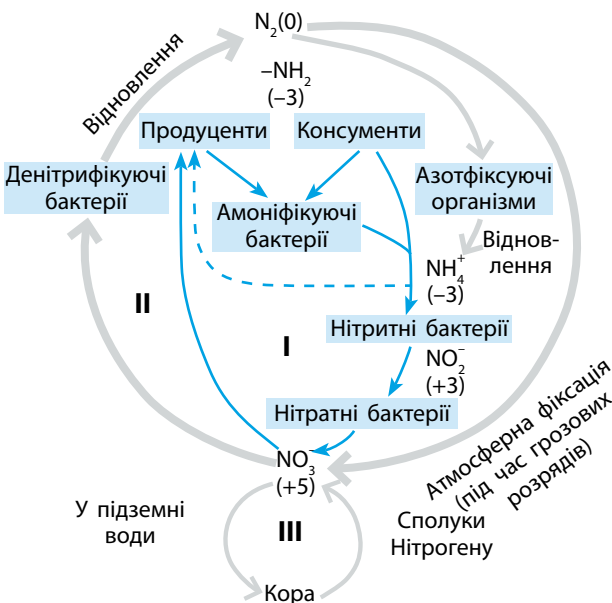 N₂(0)
Відновлення
–NH₂
(–3)
Продуценти
Консументи
Денітрифікуючі
бактерії
Азотфіксуючі
організми
Амоніфікуючі
бактерії
Віднов-
лення
NH₄⁺
(–3)
II
I
Нітритні бактерії
NO₂⁻
(+3)
Нітратні бактерії
Атмосферна фіксація
(під час грозових
розрядів)
NO₃⁻
(+5)
У підземні
води
III
Сполуки
Нітрогену
Кора